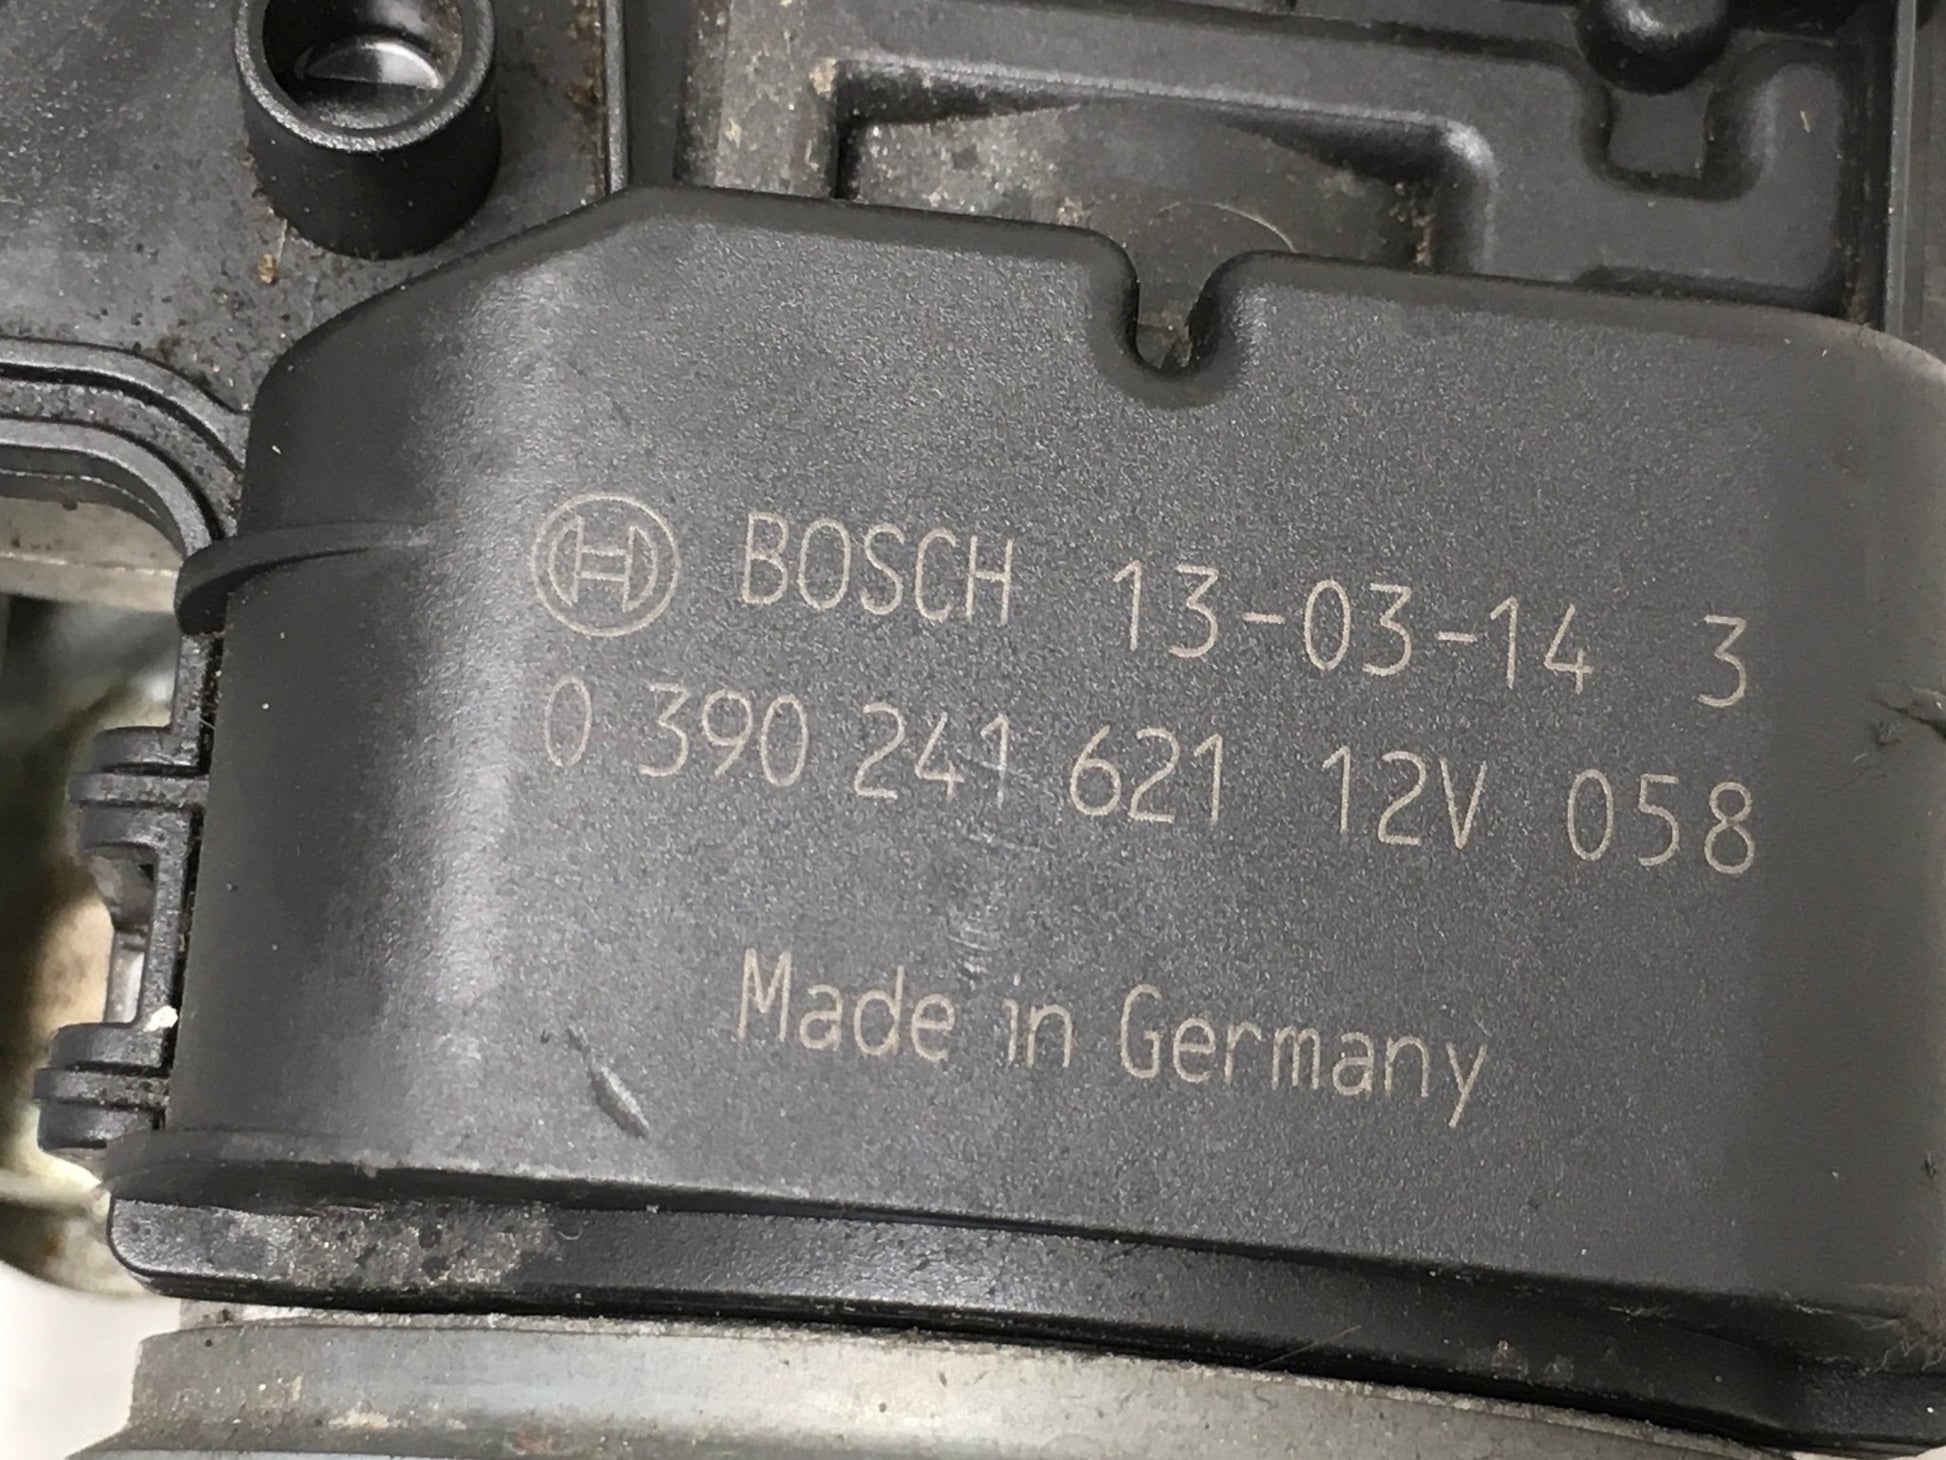 BOSCH 13-03-14 3
0 390 241 621 12V 058
Made in Germany